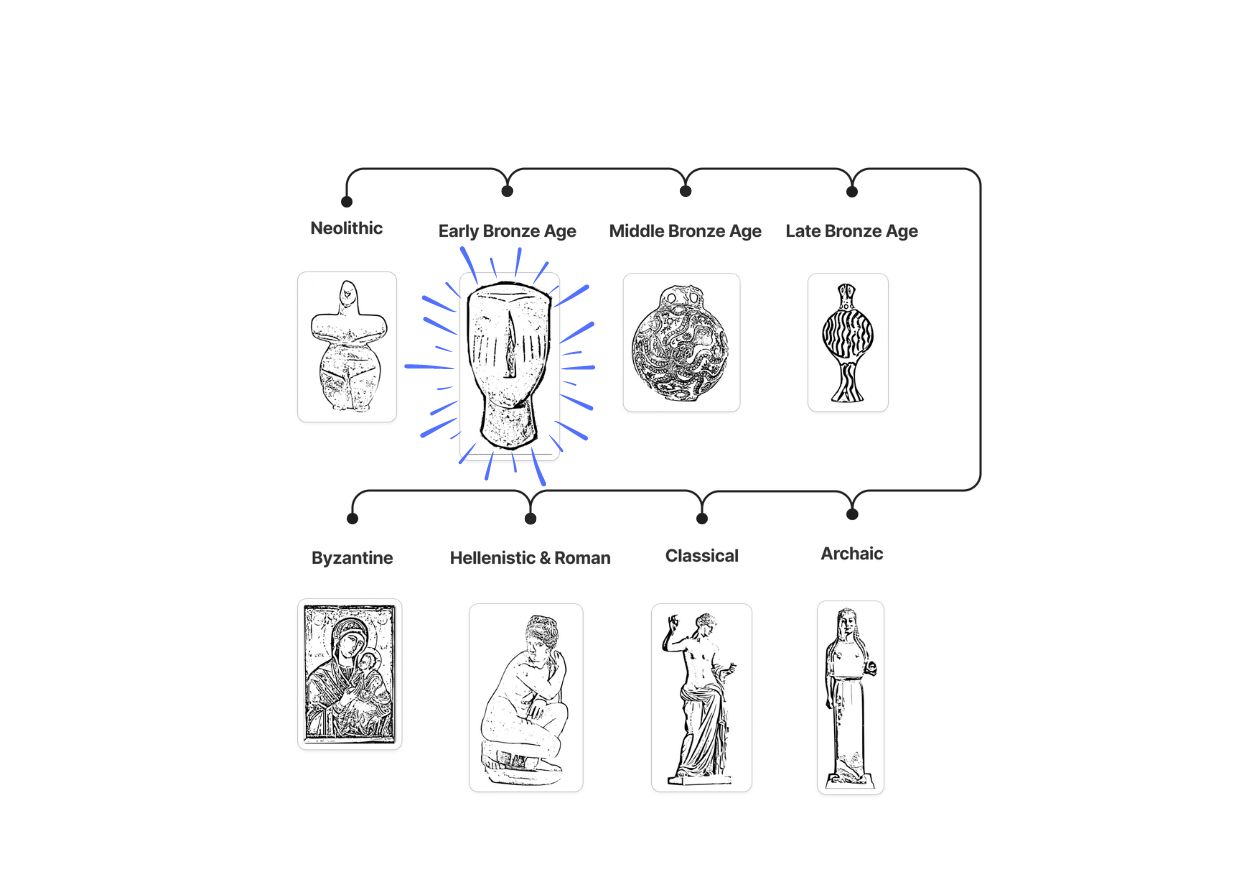 Neolithic
Early Bronze Age
Middle Bronze Age
Late Bronze Age
Byzantine
Hellenistic & Roman
Classical
Archaic